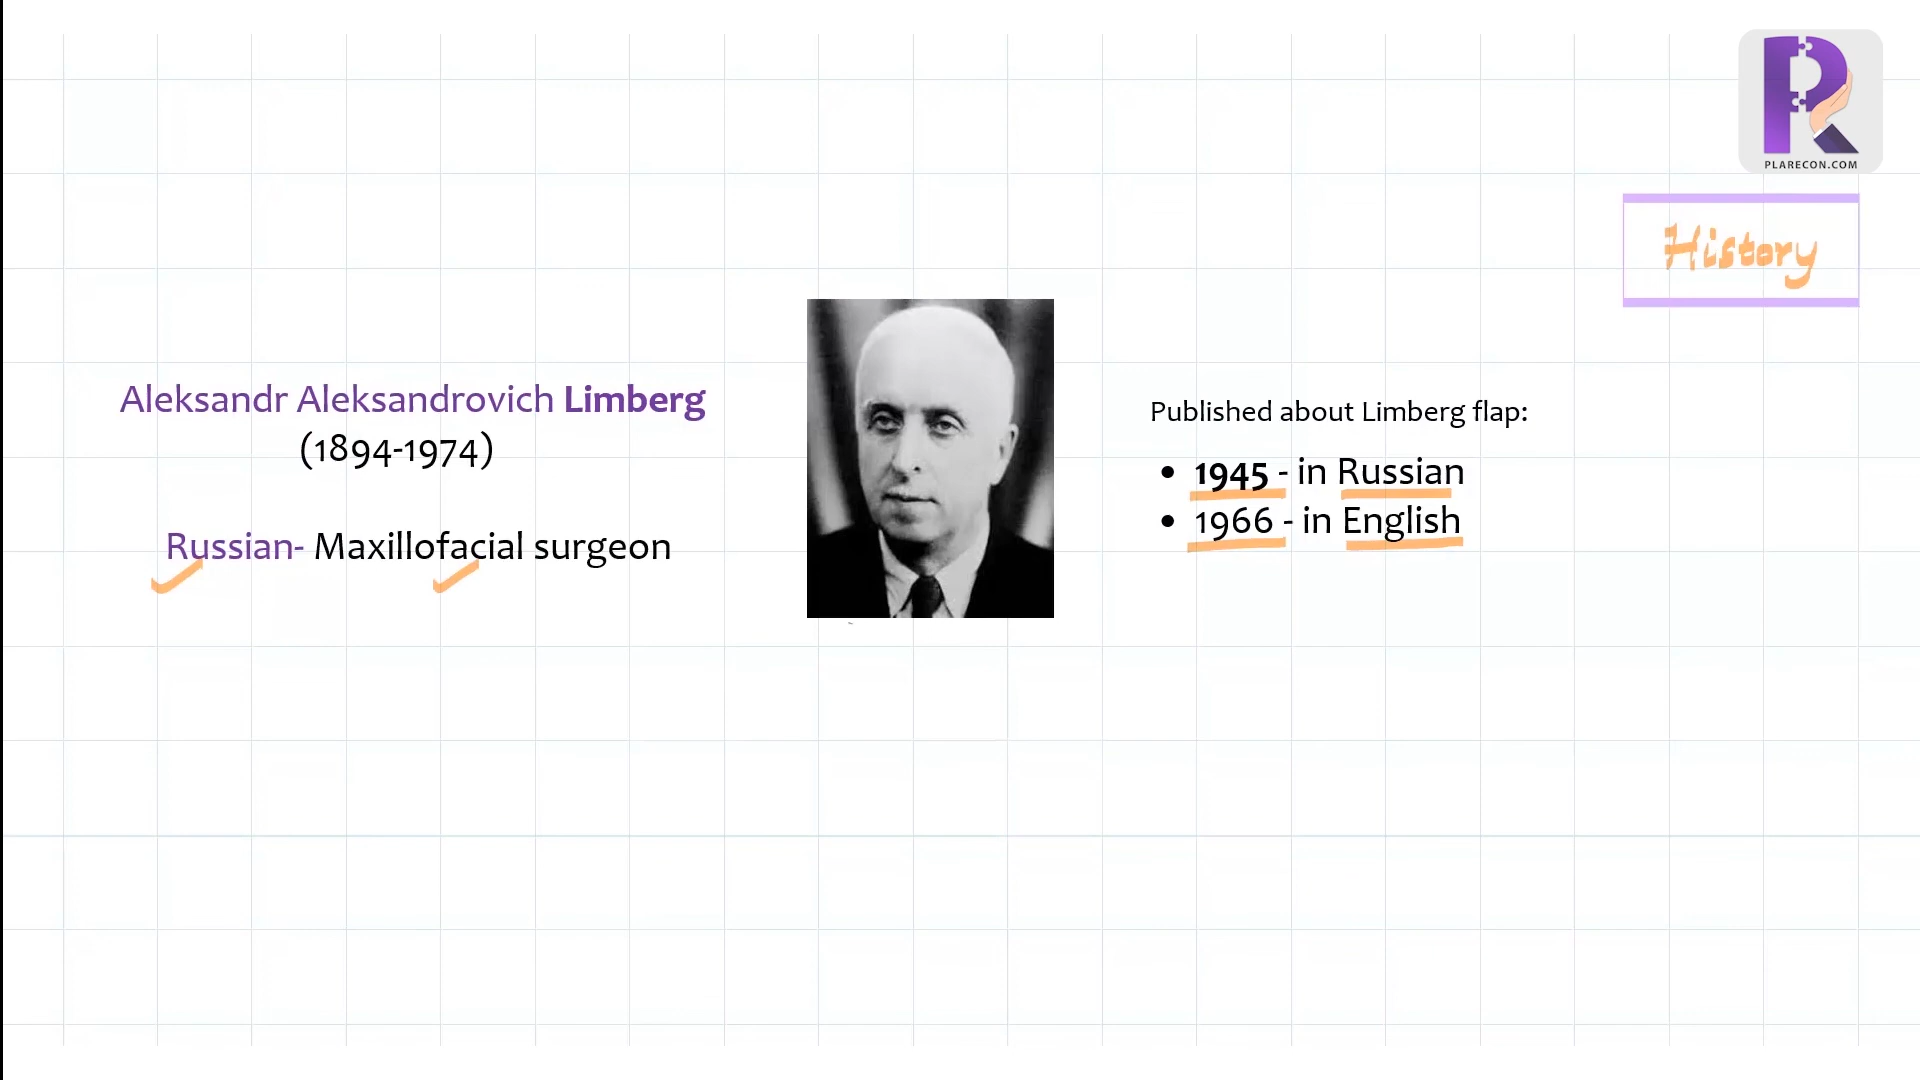 PLARECON.COM
History
Aleksandr Aleksandrovich Limberg
(1894-1974)
Russian- Maxillofacial surgeon
Published about Limberg flap:
• 1945 - in Russian
• 1966 - in English